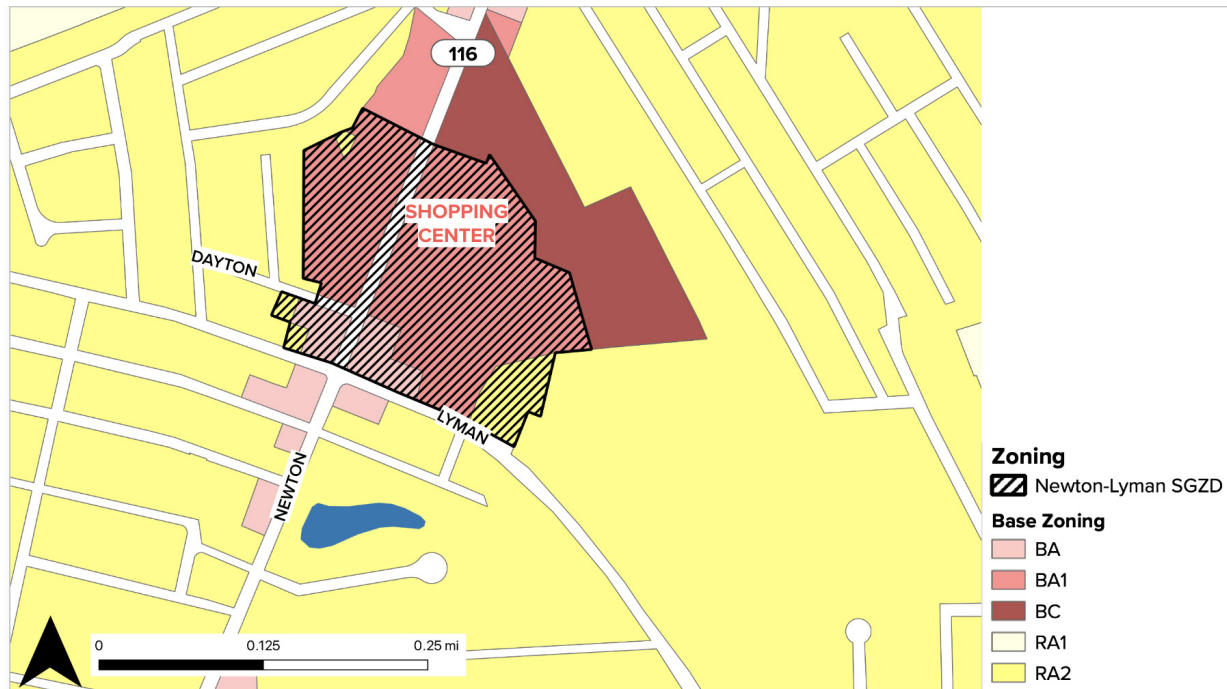 116
SHOPPING
CENTER
DAYTON
LYMAN
NEWTON
0 0.125 0.25 mi
Zoning
Newton-Lyman SGZD
Base Zoning
BA
BA1
BC
RA1
RA2